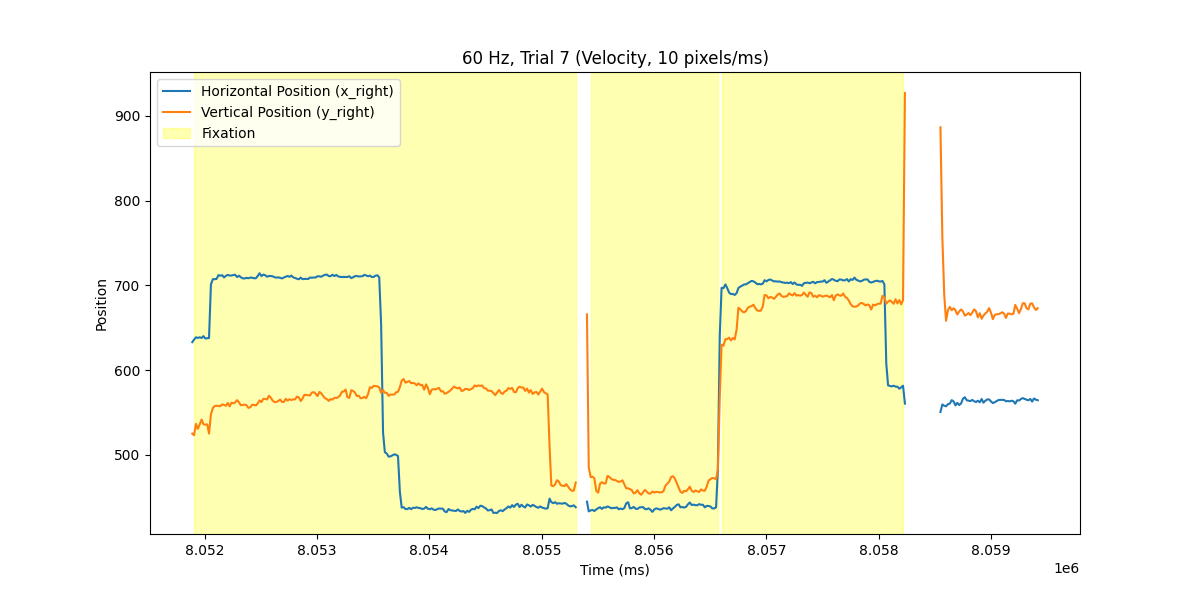 60 Hz, Trial 7 (Velocity, 10 pixels/ms)
Horizontal Position (x_right)
Vertical Position (y_right)
Fixation
900
800
700
600
500
Position
8.052 8.053 8.054 8.055 8.056 8.057 8.058 8.059
1e6
Time (ms)